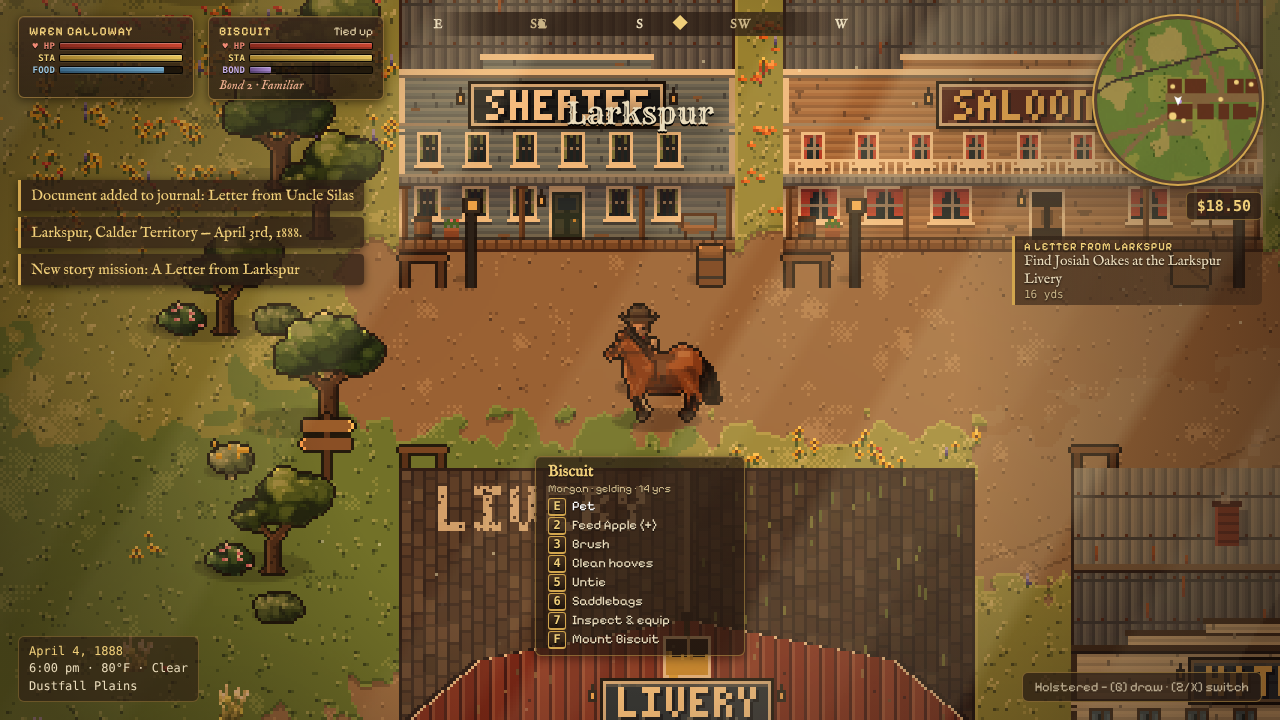 WREN CALLOWAY
♥ HP
STA
FOOD
BISCUIT Tied up
♥ HP
STA
BOND
Bond 2 · Familiar
E S S SW W
SHERIFF
Larkspur
SALOON
$18.50
Document added to journal: Letter from Uncle Silas
Larkspur, Calder Territory – April 3rd, 1888.
New story mission: A Letter from Larkspur
A LETTER FROM LARKSPUR
Find Josiah Oakes at the Larkspur
Livery
16 yds
Biscuit
Morgan · gelding · 14 yrs
E Pet
2 Feed Apple (+)
3 Brush
4 Clean hooves
5 Untie
6 Saddlebags
7 Inspect & equip
F Mount Biscuit
LIVERY
April 4, 1888
6:00 pm · 80°F · Clear
Dustfall Plains
Holstered – (G) draw · (Z/X) switch